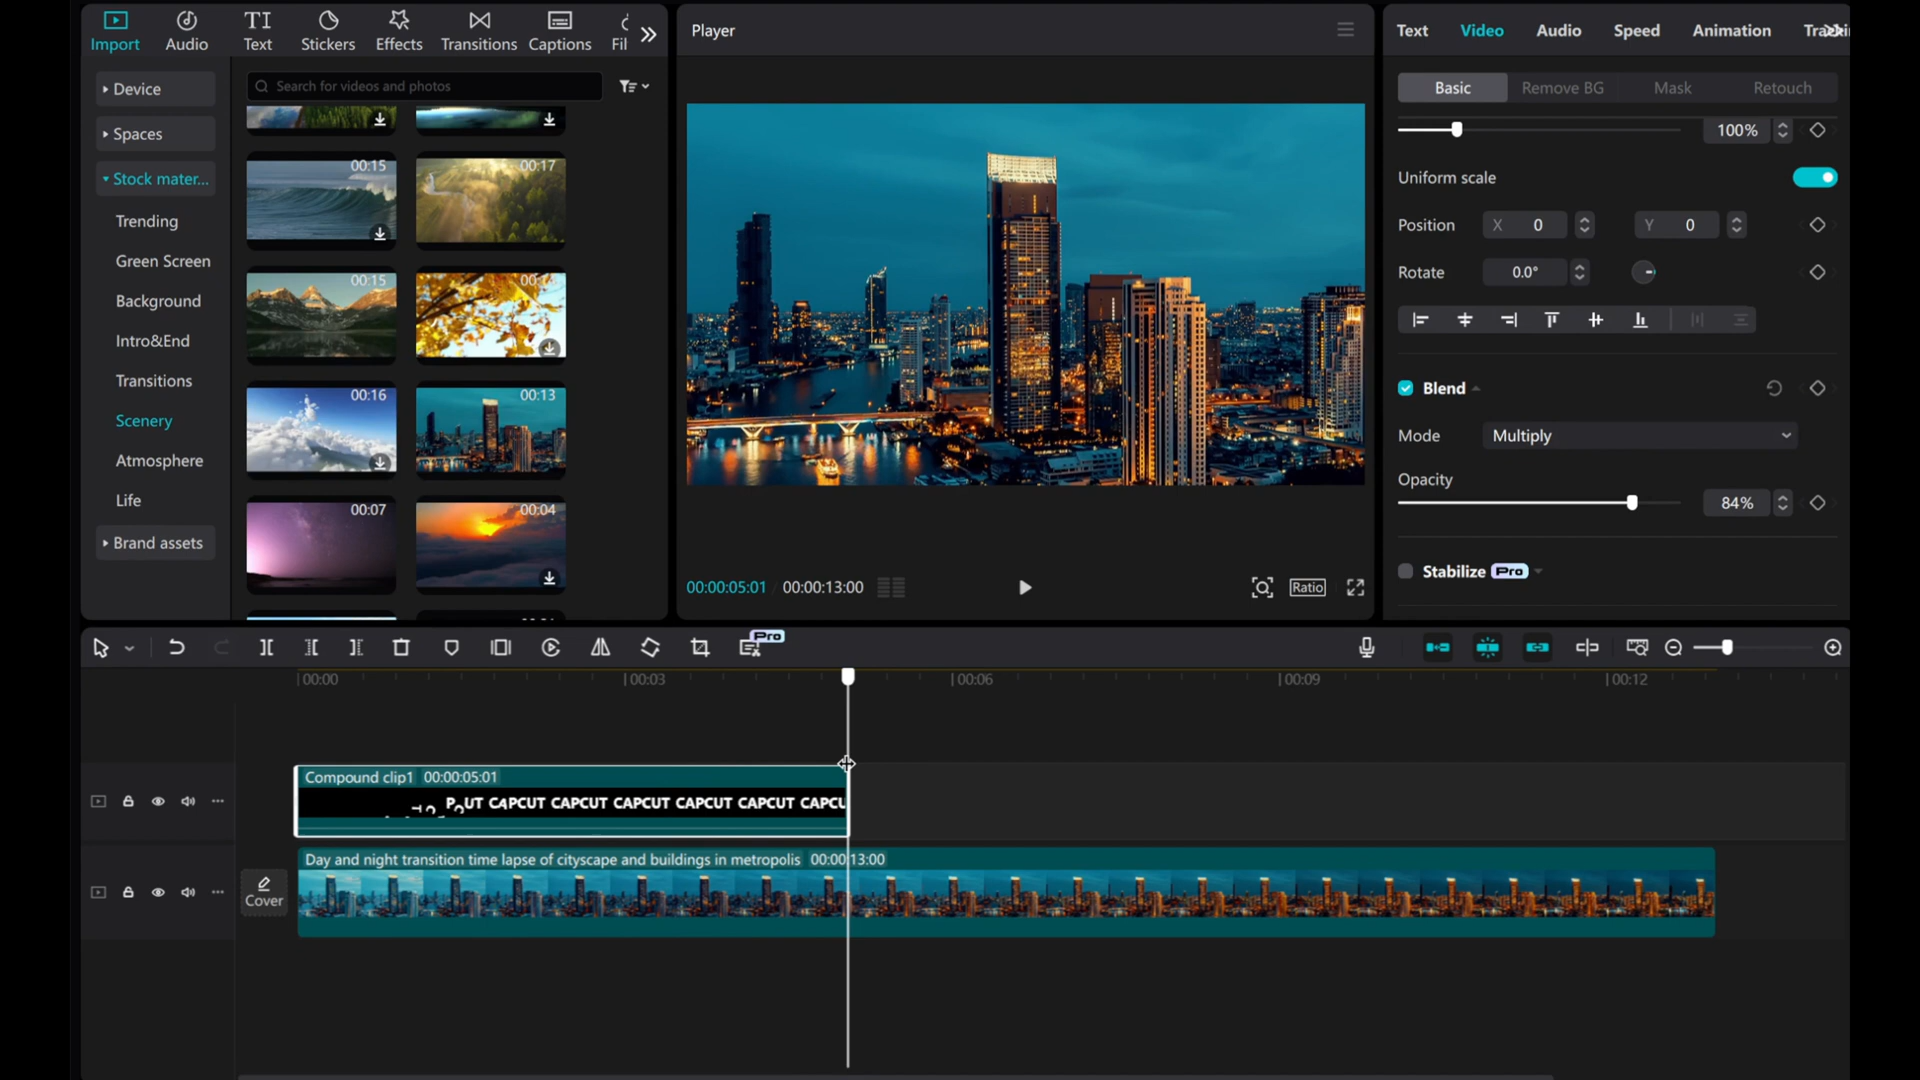 Import
Audio
Text
Stickers
Effects
Transitions
Captions
Fil
Player
Text
Video
Audio
Speed
Animation
Device
Spaces
Stock mater...
Trending
Green Screen
Background
Intro&End
Transitions
Scenery
Atmosphere
Life
Brand assets
Search for videos and photos
00:15
00:17
00:15
00:16
00:13
00:07
00:04
00:00:05:01
00:00:13:00
Ratio
Basic
Remove BG
Mask
Retouch
100%
Uniform scale
Position X 0 Y 0
Rotate 0.0°
Blend
Mode Multiply
Opacity
84%
Stabilize Pro
Pro
00:00
00:03
00:06
00:09
00:12
Compound clip1 00:00:05:01
CAPCUT CAPCUT CAPCUT CAPCUT CAPCUT CAPCU
Cover
Day and night transition time lapse of cityscape and buildings in metropolis 00:00:13:00